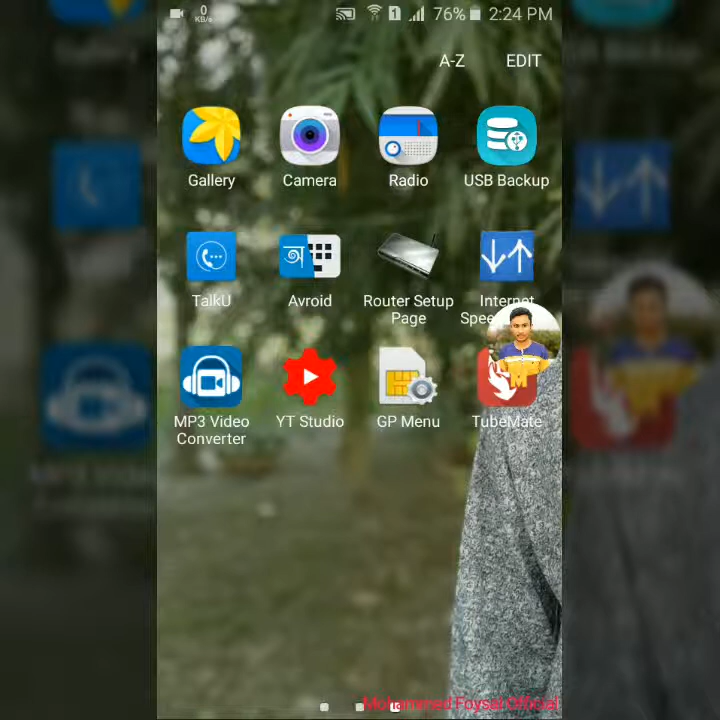 0
KB/s
1
76%
2:24 PM
A-Z
EDIT
Gallery
Camera
Radio
USB Backup
অ
TalkU
Avroid
Router Setup
Page
Internet
M
MP3 Video
Converter
YT Studio
GP Menu
TubeMate
Mohammed Foysal Official